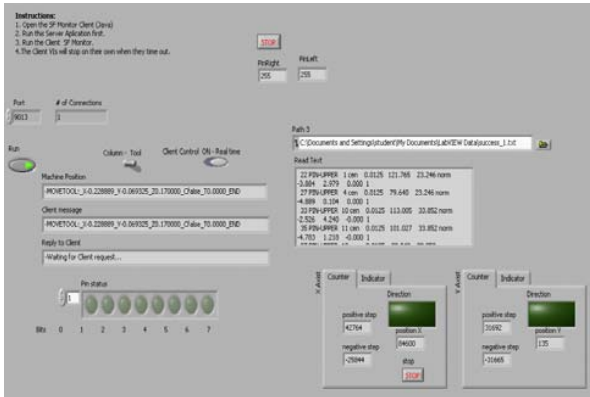 Instructions:
1. Open the SF Monitor Client (Java)
2. Run this Server Aplication first.
3. Run the Client SF Monitor.
4.The Client VIs will stop on their own when they time out.
STOP
PinRight PinLeft
255 255
Port # of Connections
9013 1
Path 3
C:\Documents and Settings\student\My Documents\LabVIEW Data\success_1.txt
Run
Column - Tool Client Control ON - Real time
Read Text
Machine Position
-MOVETOOL:_X-0.228889_Y-0.069325_Z0.170000_CFalse_T0.0000_END
22 PIN-UPPER 1 cen 0.0125 121.765 23.246 norm
-3.884 2.979 0.000 1
27 PIN-UPPER 4 cen 0.0125 79.640 23.246 norm
-4.889 0.104 0.000 1
33 PIN-UPPER 10 cen 0.0125 113.005 33.852 norm
-2.526 4.240 -0.000 1
35 PIN-UPPER 11 cen 0.0125 101.027 33.852 norm
-4.783 1.210 -0.000 1
Client message
-MOVETOOL:_X-0.228889_Y-0.069325_Z0.170000_CFalse_T0.0000_END
Reply to Client
-Waiting for Client request...
Pin status
1
Bits 0 1 2 3 4 5 6 7
X Axis
Counter Indicator
Direction
positive step
42764
position X
84600
negative step
-25844
stop
STOP
Y Axis
Counter Indicator
Direction
positive step
31692
position Y
135
negative step
-31665